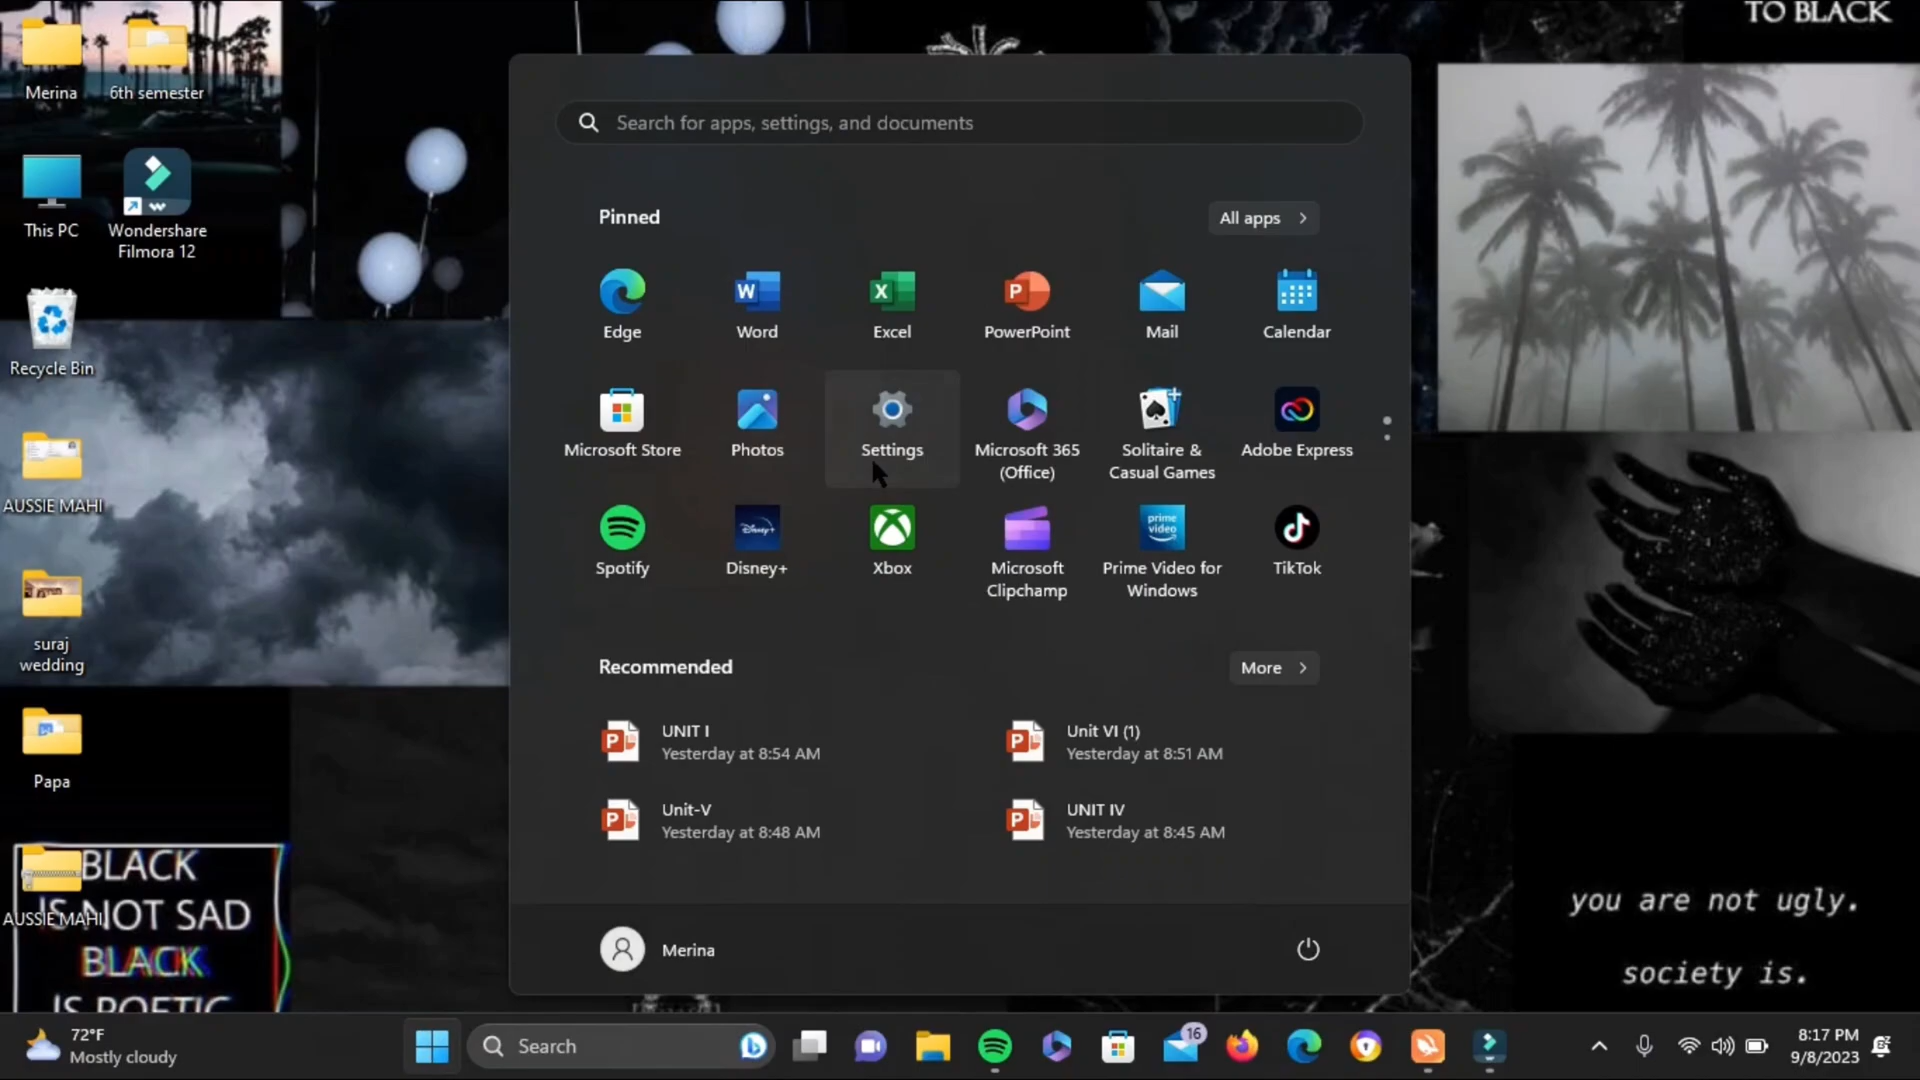 TO BLACK
Merina
6th semester
This PC
Wondershare
Filmora 12
Recycle Bin
AUSSIE MAHI
suraj
wedding
Papa
AUSSIE MAHI
BLACK
IS NOT SAD
BLACK
IS POETIC
Search for apps, settings, and documents
Pinned
All apps
Edge
Word
Excel
PowerPoint
Mail
Calendar
Microsoft Store
Photos
Settings
Microsoft 365
(Office)
Solitaire &
Casual Games
Adobe Express
Spotify
Disney+
Xbox
Microsoft
Clipchamp
prime
video
Prime Video for
Windows
TikTok
Recommended
More
UNIT I
Yesterday at 8:54 AM
Unit VI (1)
Yesterday at 8:51 AM
Unit-V
Yesterday at 8:48 AM
UNIT IV
Yesterday at 8:45 AM
Merina
you are not ugly.
society is.
72°F
Mostly cloudy
Search
16
8:17 PM
9/8/2023